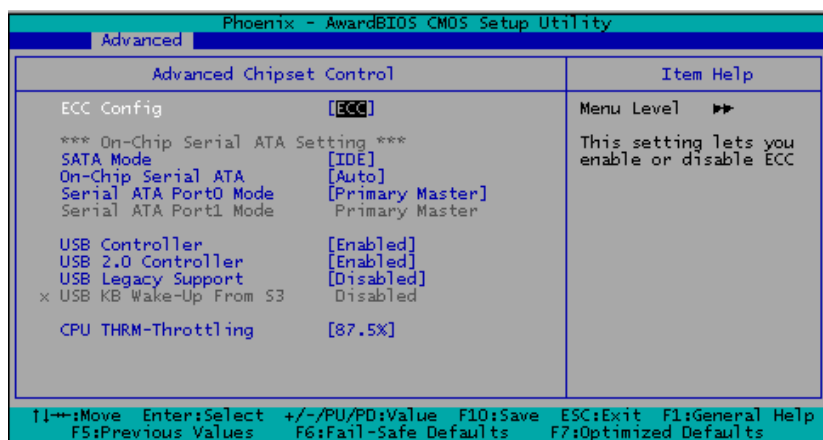 Phoenix - AwardBIOS CMOS Setup Utility
Advanced
Advanced Chipset Control
Item Help
ECC Config [ECC]
*** On-Chip Serial ATA Setting ***
SATA Mode [IDE]
On-Chip Serial ATA [Auto]
Serial ATA Port0 Mode [Primary Master]
Serial ATA Port1 Mode Primary Master
USB Controller [Enabled]
USB 2.0 Controller [Enabled]
USB Legacy Support [Disabled]
x USB KB Wake-Up From S3 Disabled
CPU THRM-Throttling [87.5%]
Menu Level ►►
This setting lets you
enable or disable ECC
↑↓→←:Move Enter:Select +/-/PU/PD:Value F10:Save ESC:Exit F1:General Help
F5:Previous Values F6:Fail-Safe Defaults F7:Optimized Defaults